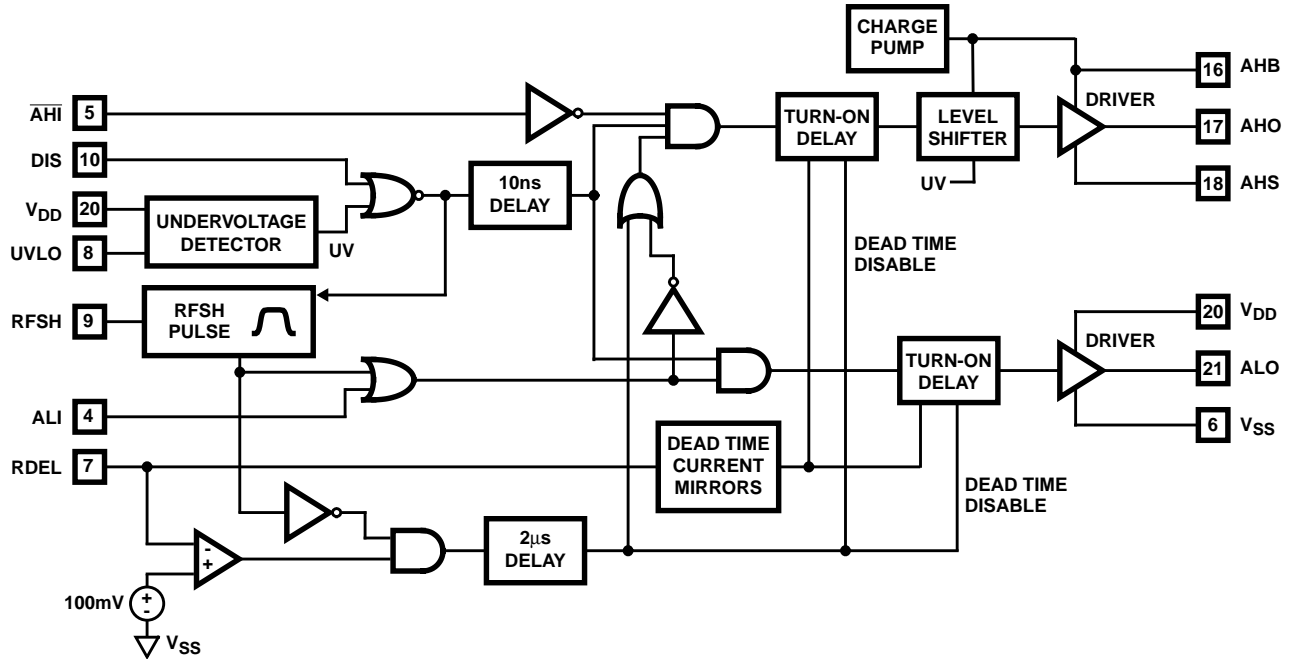 CHARGE
PUMP
16 AHB
A̅H̅I̅ 5
DRIVER
TURN-ON
DELAY
LEVEL
SHIFTER
17 AHO
DIS 10
10ns
DELAY
UV
18 AHS
VDD 20
UNDERVOLTAGE
DETECTOR
UV
UVLO 8
DEAD TIME
DISABLE
RFSH 9
RFSH
PULSE
20 VDD
DRIVER
TURN-ON
DELAY
21 ALO
ALI 4
6 VSS
RDEL 7
DEAD TIME
CURRENT
MIRRORS
DEAD TIME
DISABLE
2µs
DELAY
-
+
100mV
+
-
VSS